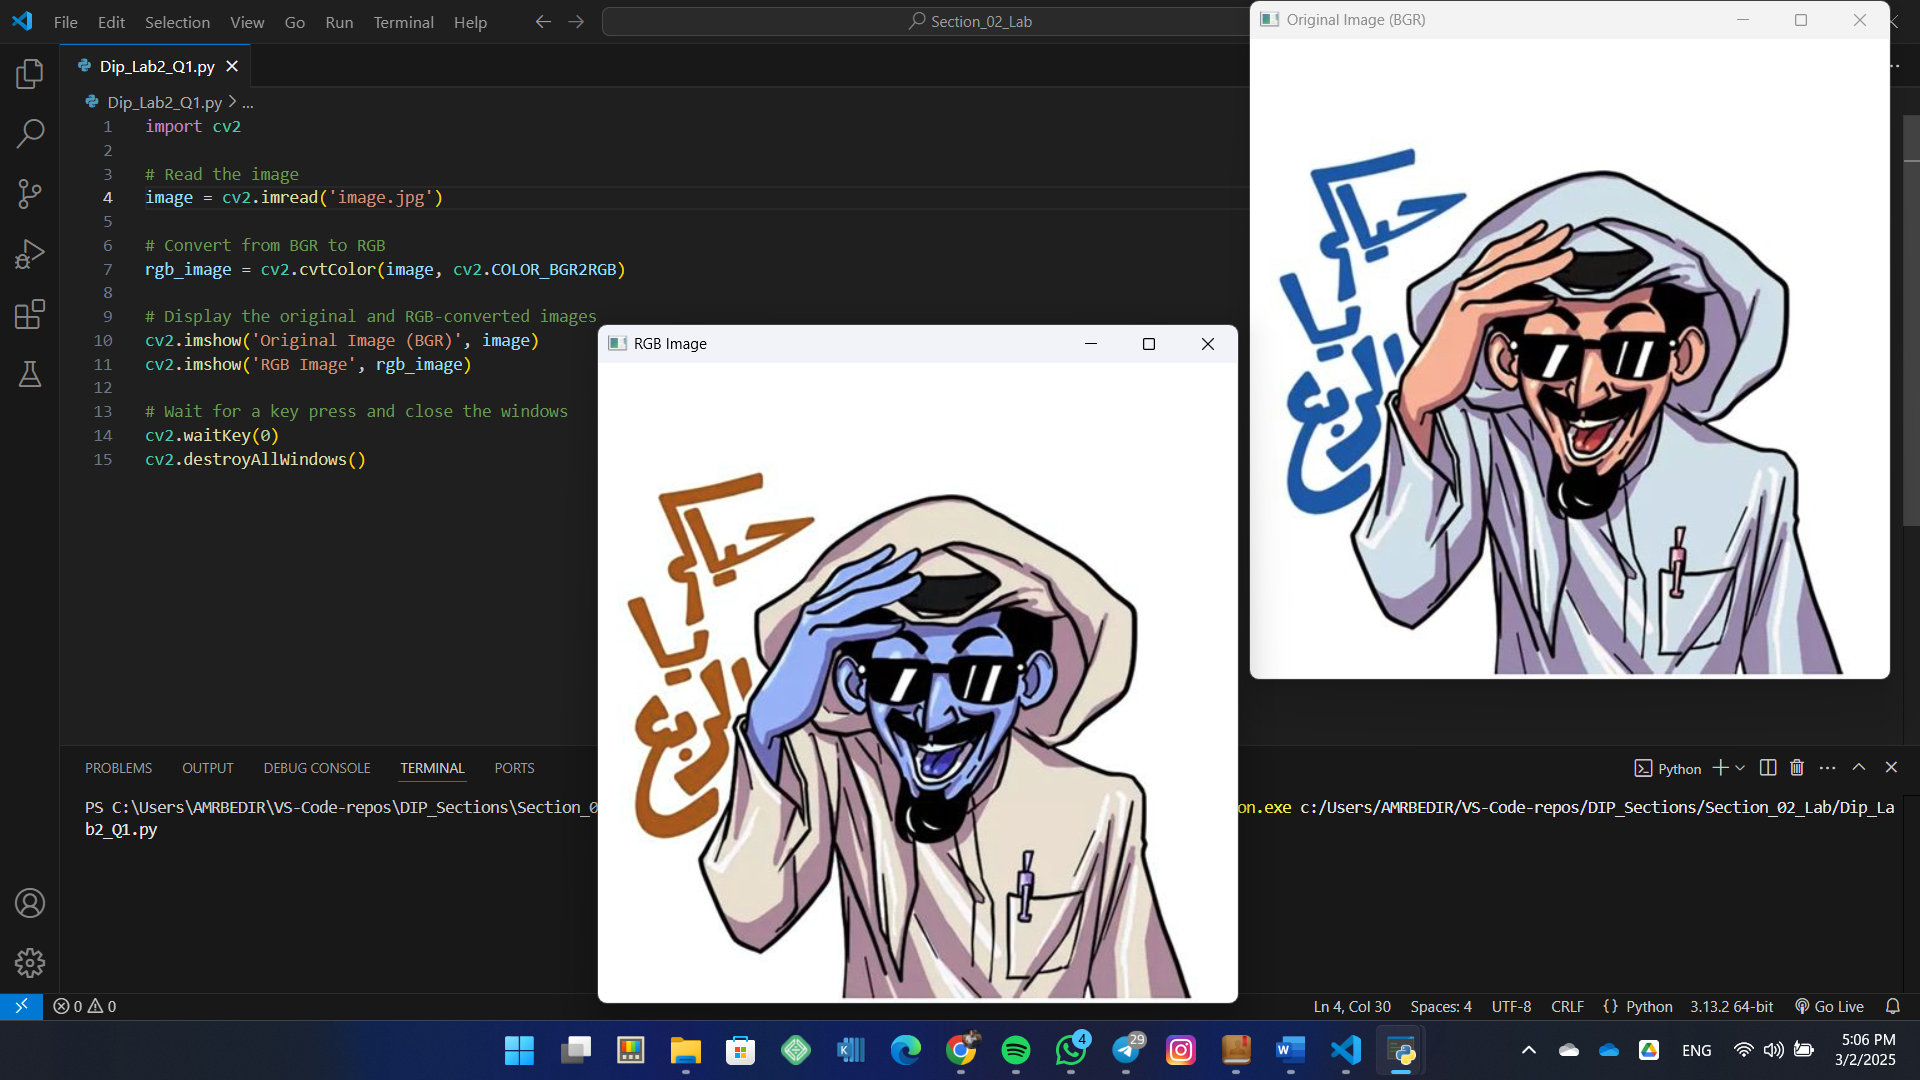 File Edit Selection View Go Run Terminal Help
Section_02_Lab
Original Image (BGR)
Dip_Lab2_Q1.py
Dip_Lab2_Q1.py > ...
1 import cv2
2
3 # Read the image
4 image = cv2.imread('image.jpg')
5
6 # Convert from BGR to RGB
7 rgb_image = cv2.cvtColor(image, cv2.COLOR_BGR2RGB)
8
9 # Display the original and RGB-converted images
10 cv2.imshow('Original Image (BGR)', image)
11 cv2.imshow('RGB Image', rgb_image)
12
13 # Wait for a key press and close the windows
14 cv2.waitKey(0)
15 cv2.destroyAllWindows()
حياكم
يا
الربع
RGB Image
حياكم
يا
الربع
PROBLEMS OUTPUT DEBUG CONSOLE TERMINAL PORTS
Python
PS C:\Users\AMRBEDIR\VS-Code-repos\DIP_Sections\Section_0 on.exe c:/Users/AMRBEDIR/VS-Code-repos/DIP_Sections/Section_02_Lab/Dip_La
b2_Q1.py
0 0
Ln 4, Col 30 Spaces: 4 UTF-8 CRLF {} Python 3.13.2 64-bit Go Live
4
29
ENG
5:06 PM
3/2/2025